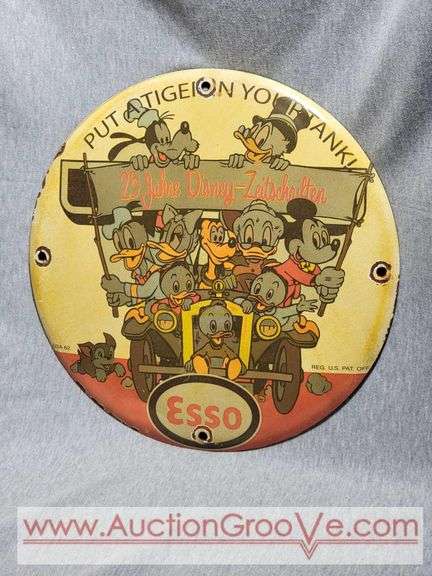 PUT A TIGER IN YOUR TANK!
25 Jahre Disney-Zeitschriften
REG. U.S. PAT. OFF
Esso
www.AuctionGrooVe.com